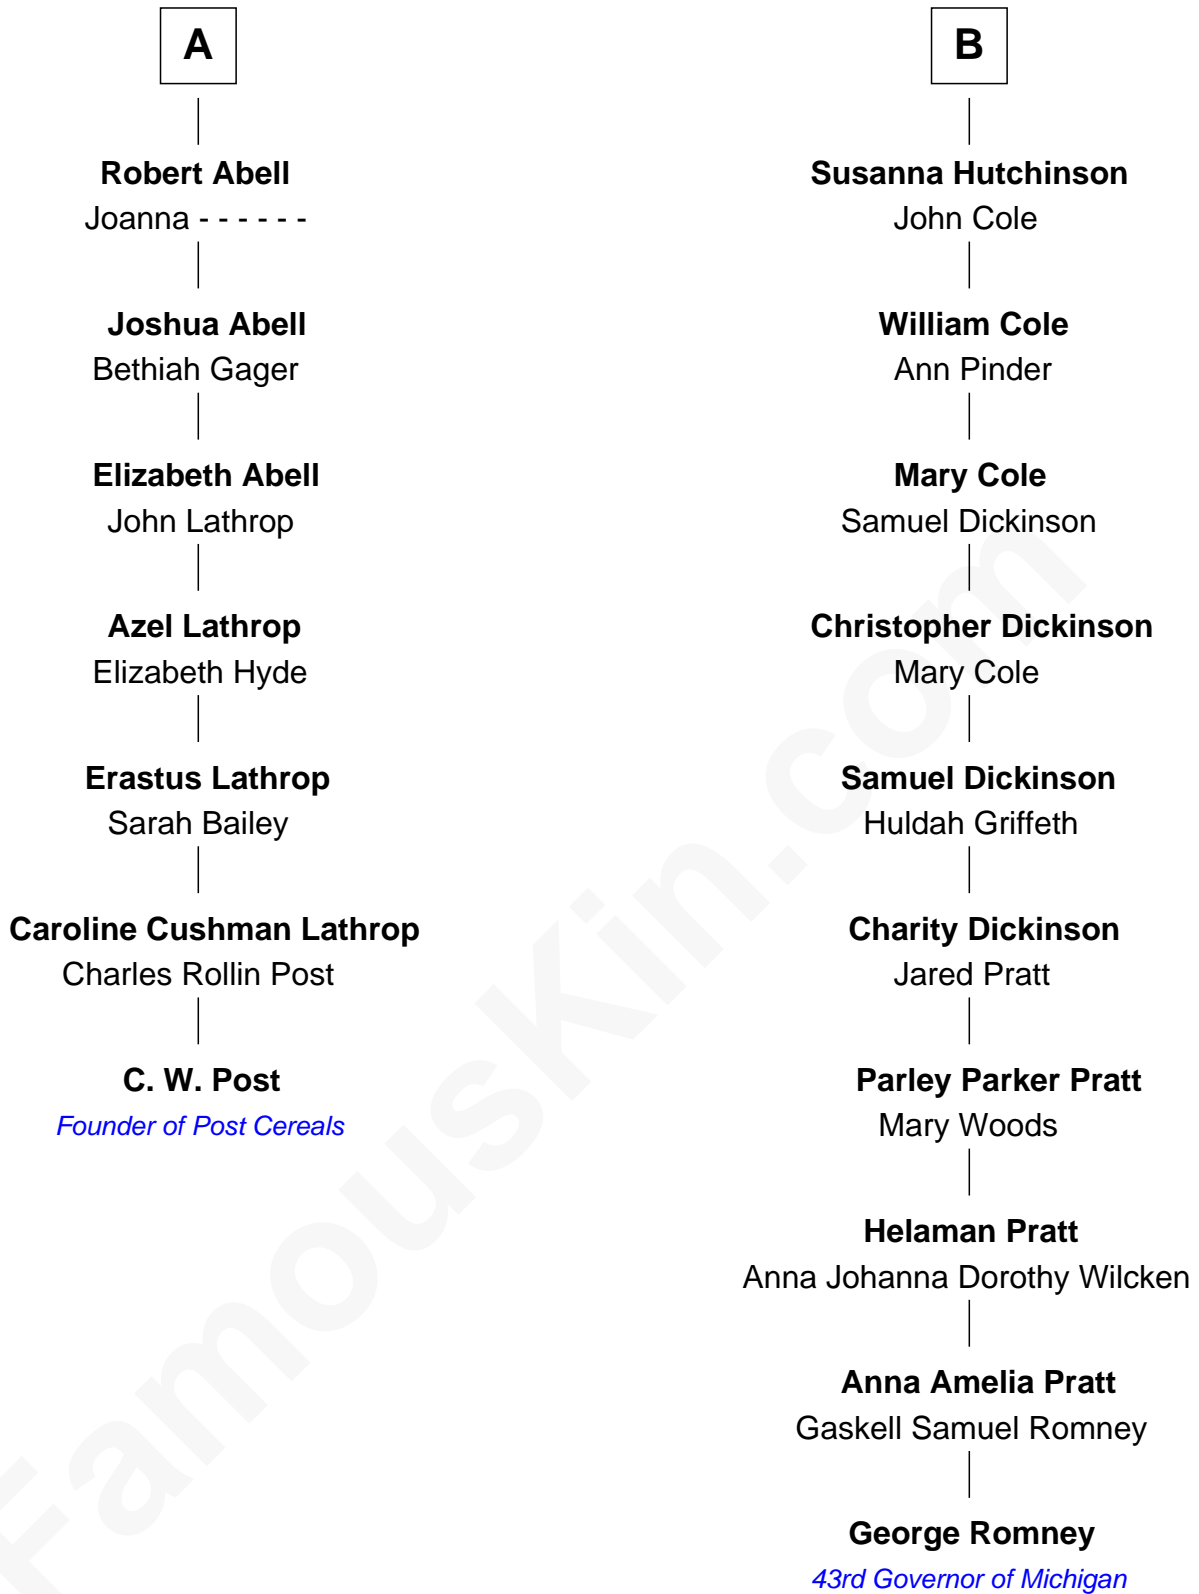 A
Robert Abell
Joanna - - - - - -
Joshua Abell
Bethiah Gager
Elizabeth Abell
John Lathrop
Azel Lathrop
Elizabeth Hyde
Erastus Lathrop
Sarah Bailey
Caroline Cushman Lathrop
Charles Rollin Post
C. W. Post
Founder of Post Cereals
B
Susanna Hutchinson
John Cole
William Cole
Ann Pinder
Mary Cole
Samuel Dickinson
Christopher Dickinson
Mary Cole
Samuel Dickinson
Huldah Griffeth
Charity Dickinson
Jared Pratt
Parley Parker Pratt
Mary Woods
Helaman Pratt
Anna Johanna Dorothy Wilcken
Anna Amelia Pratt
Gaskell Samuel Romney
George Romney
43rd Governor of Michigan
FamousKin.com